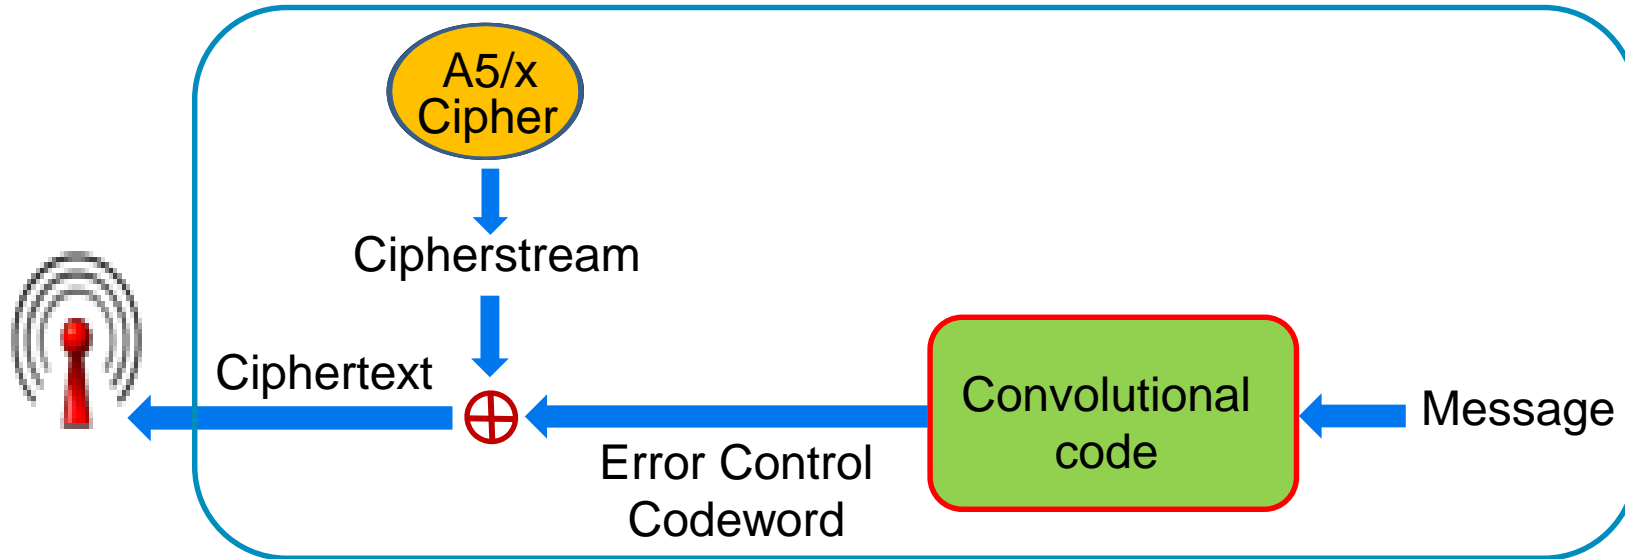 A5/x
Cipher
Cipherstream
Ciphertext
Convolutional
code
Message
Error Control
Codeword